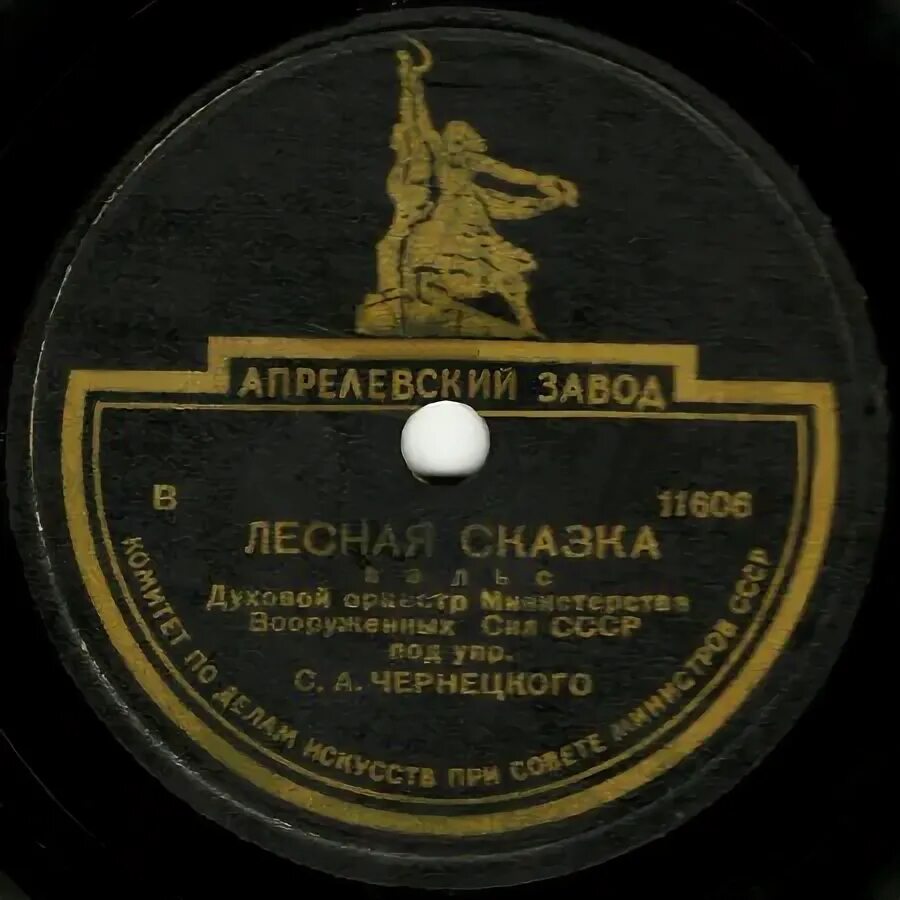 АПРЕЛЕВСКИЙ ЗАВОД
В 11606
ЛЕСНАЯ СКАЗКА
вальс
Духовой оркестр Министерства
Вооруженных Сил СССР
под упр.
С. А. ЧЕРНЕЦКОГО
КОМИТЕТ ПО ДЕЛАМ ИСКУССТВ ПРИ СОВЕТЕ МИНИСТРОВ СССР